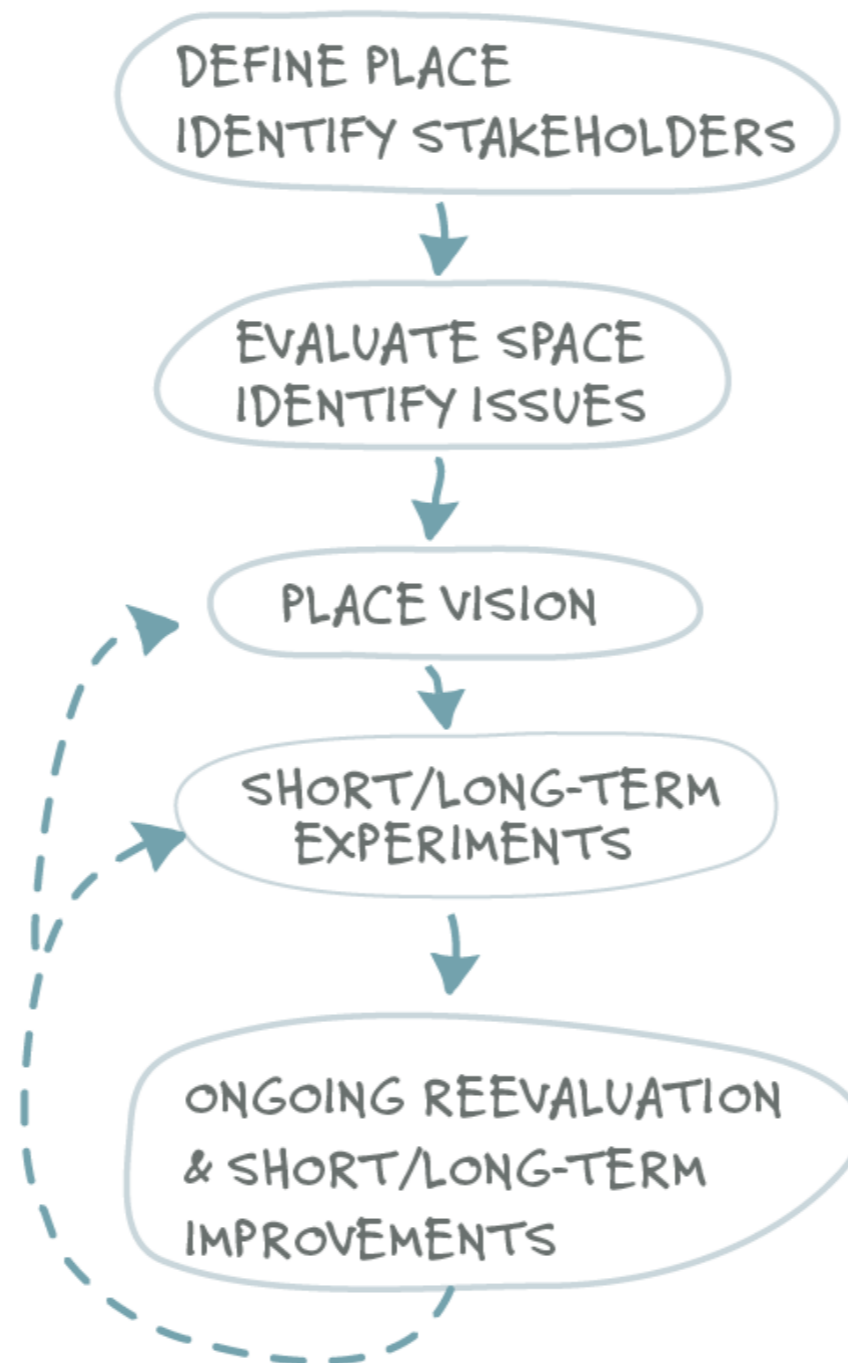 DEFINE PLACE
IDENTIFY STAKEHOLDERS
EVALUATE SPACE
IDENTIFY ISSUES
PLACE VISION
SHORT/LONG-TERM
EXPERIMENTS
ONGOING REEVALUATION
& SHORT/LONG-TERM
IMPROVEMENTS